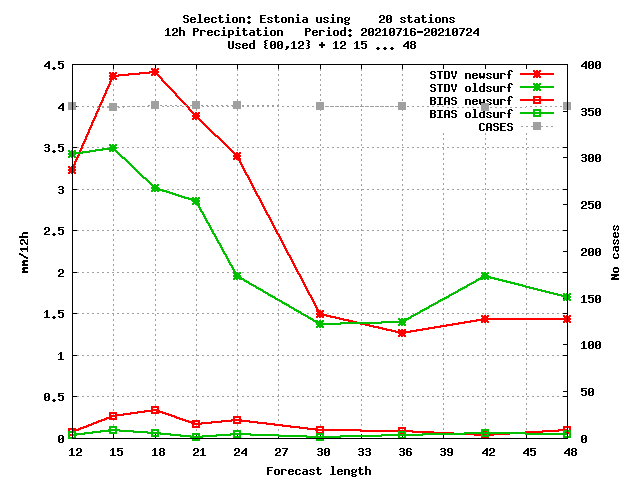 Selection: Estonia using    20 stations
12h Precipitation   Period: 20210716-20210724
Used {00,12} + 12 15 ... 48
4.5
4
3.5
3
2.5
2
1.5
1
0.5
0
mm/12h
STDV newsurf
STDV oldsurf
BIAS newsurf
BIAS oldsurf
CASES
400
350
300
250
200
150
100
50
0
No cases
12 15 18 21 24 27 30 33 36 39 42 45 48
Forecast length